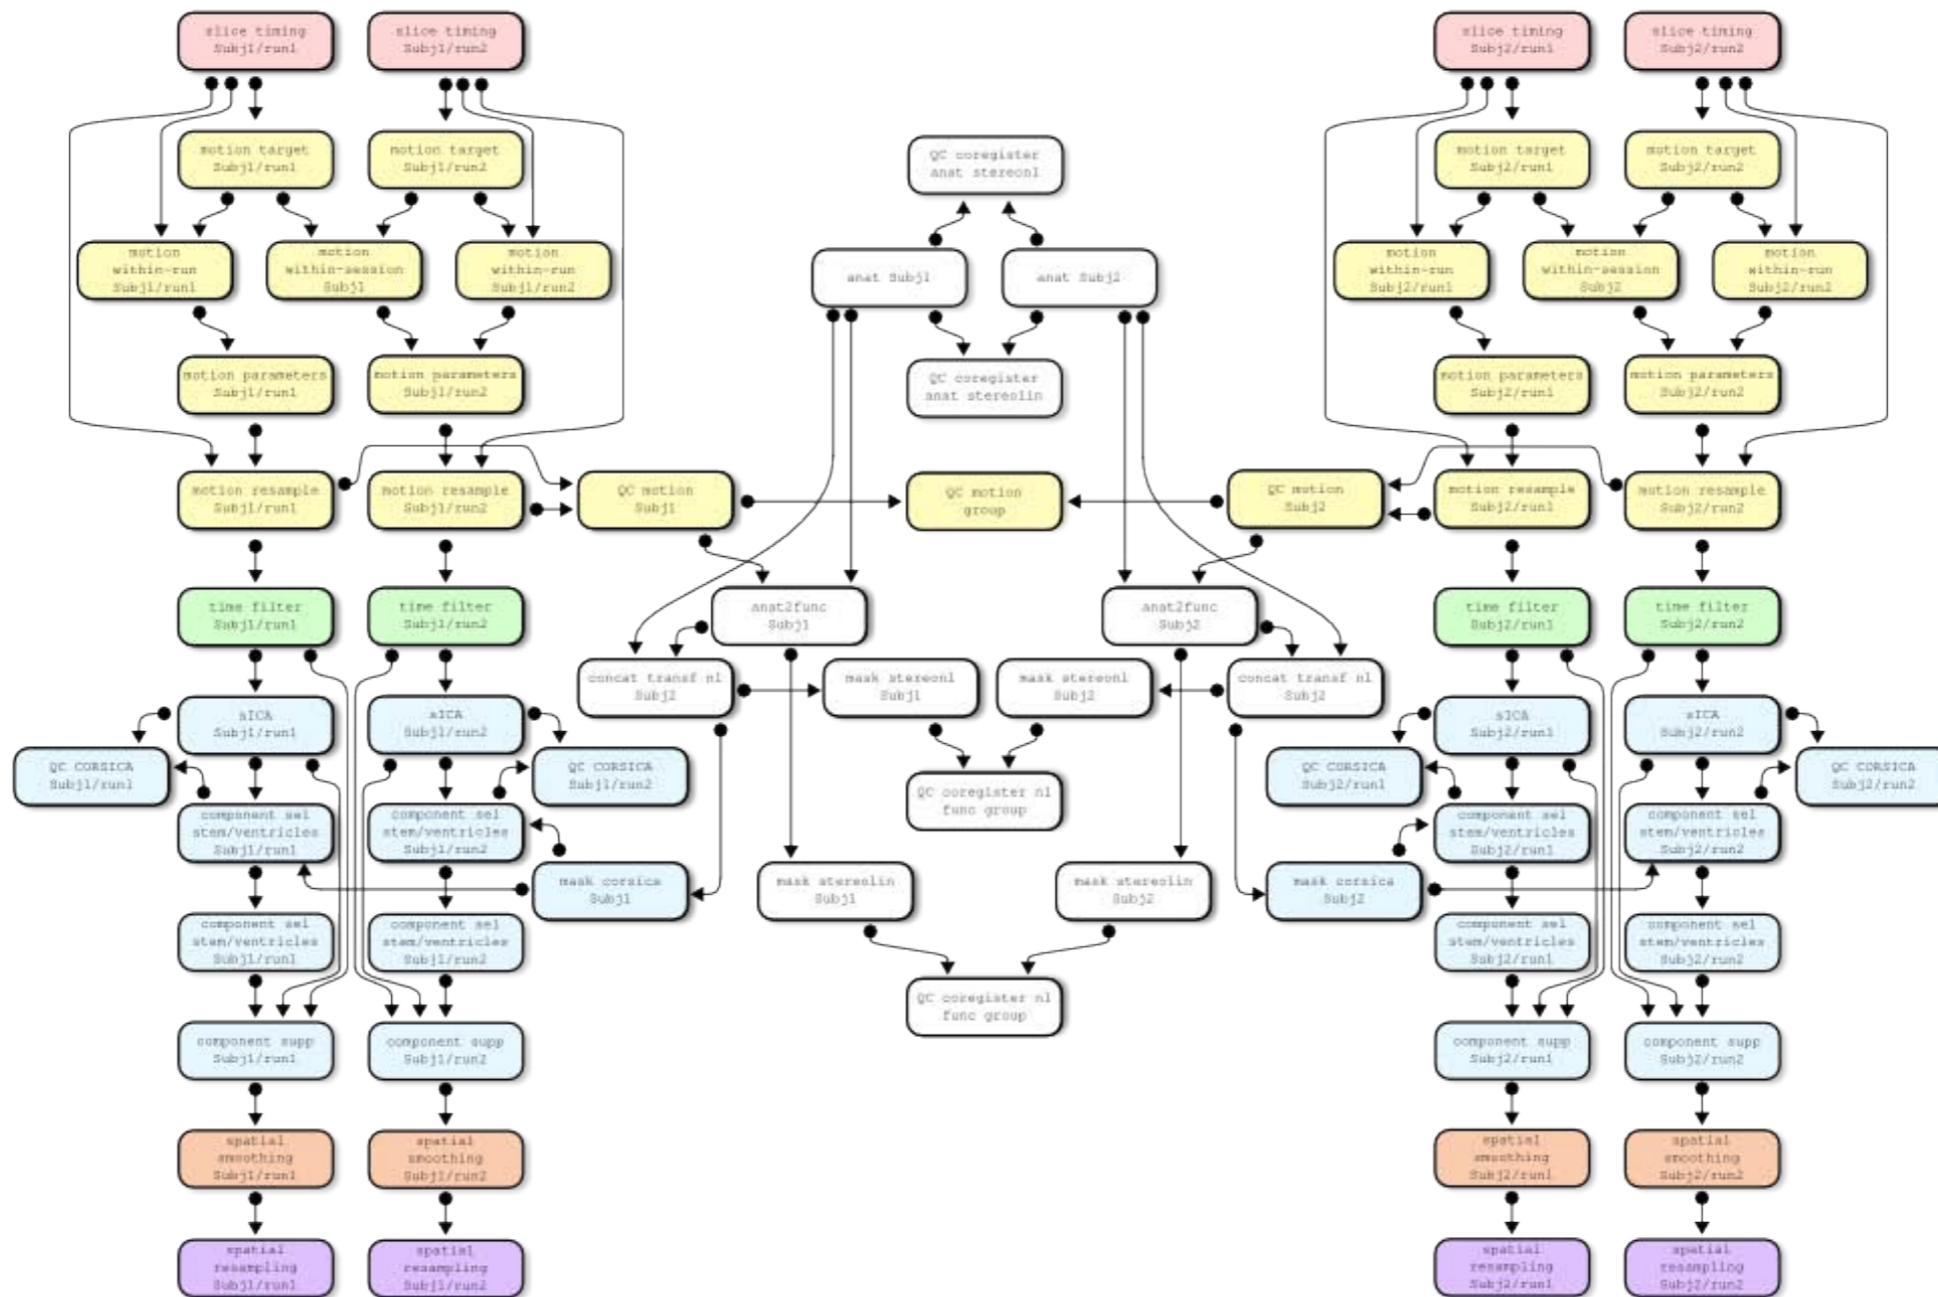 slice timing
Subj1/run1
slice timing
Subj1/run2
slice timing
Subj2/run1
slice timing
Subj2/run2
motion target
Subj1/run1
motion target
Subj1/run2
QC coregister
anat stereonl
motion target
Subj2/run1
motion target
Subj2/run2
motion
within-run
Subj1/run1
motion
within-session
Subj1
motion
within-run
Subj1/run2
anat Subj1
anat Subj2
motion
within-run
Subj2/run1
motion
within-session
Subj2
motion
within-run
Subj2/run2
motion parameters
Subj1/run1
motion parameters
Subj1/run2
QC coregister
anat stereolin
motion parameters
Subj2/run1
motion parameters
Subj2/run2
motion resample
Subj1/run1
motion resample
Subj1/run2
QC motion
Subj1
QC motion
group
QC motion
Subj2
motion resample
Subj2/run1
motion resample
Subj2/run2
time filter
Subj1/run1
time filter
Subj1/run2
anat2func
Subj1
anat2func
Subj2
time filter
Subj2/run1
time filter
Subj2/run2
concat transf nl
Subj2
mask stereonl
Subj1
mask stereonl
Subj2
concat transf nl
Subj2
sICA
Subj1/run1
sICA
Subj1/run2
sICA
Subj2/run1
sICA
Subj2/run2
QC CORSICA
Subj1/run1
QC CORSICA
Subj1/run2
QC coregister nl
func group
QC CORSICA
Subj2/run1
QC CORSICA
Subj2/run2
component sel
stem/ventricles
Subj1/run1
component sel
stem/ventricles
Subj1/run2
component sel
stem/ventricles
Subj2/run1
component sel
stem/ventricles
Subj2/run2
mask corsica
Subj1
mask stereolin
Subj1
mask stereolin
Subj2
mask corsica
Subj2
component sel
stem/ventricles
Subj1/run1
component sel
stem/ventricles
Subj1/run2
component sel
stem/ventricles
Subj2/run1
component sel
stem/ventricles
Subj2/run2
QC coregister nl
func group
component supp
Subj1/run1
component supp
Subj1/run2
component supp
Subj2/run1
component supp
Subj2/run2
spatial
smoothing
Subj1/run1
spatial
smoothing
Subj1/run2
spatial
smoothing
Subj2/run1
spatial
smoothing
Subj2/run2
spatial
resampling
Subj1/run1
spatial
resampling
Subj1/run2
spatial
resampling
Subj2/run1
spatial
resampling
Subj2/run2